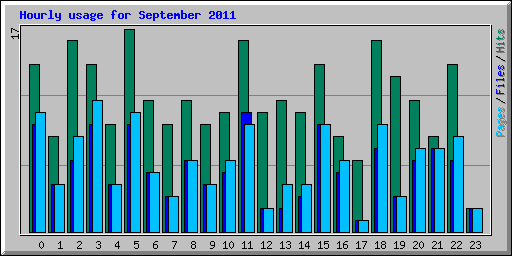 Hourly usage for September 2011
17
Pages / Files / Hits
0 1 2 3 4 5 6 7 8 9 10 11 12 13 14 15 16 17 18 19 20 21 22 23